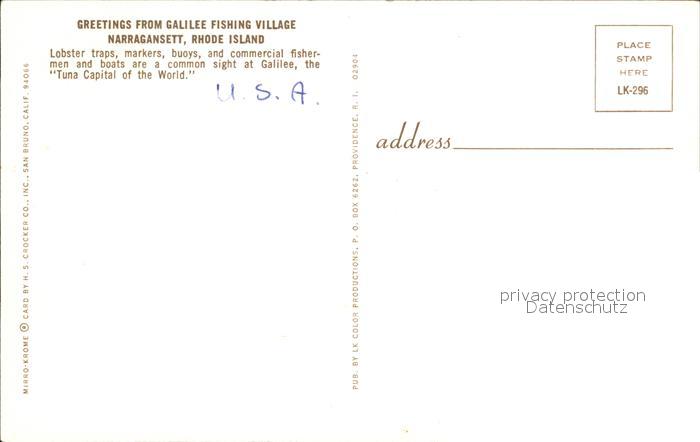 GREETINGS FROM GALILEE FISHING VILLAGE
NARRAGANSETT, RHODE ISLAND
Lobster traps, markers, buoys, and commercial fisher-
men and boats are a common sight at Galilee, the
"Tuna Capital of the World."
U.S.A.
MIRRO-KROME ® CARD BY H. S. CROCKER CO., INC., SAN BRUNO, CALIF. 94066
PUB. BY LK COLOR PRODUCTIONS, P. O. BOX 6262, PROVIDENCE, R. I. 02904
PLACE
STAMP
HERE
LK-296
address
privacy protection
Datenschutz